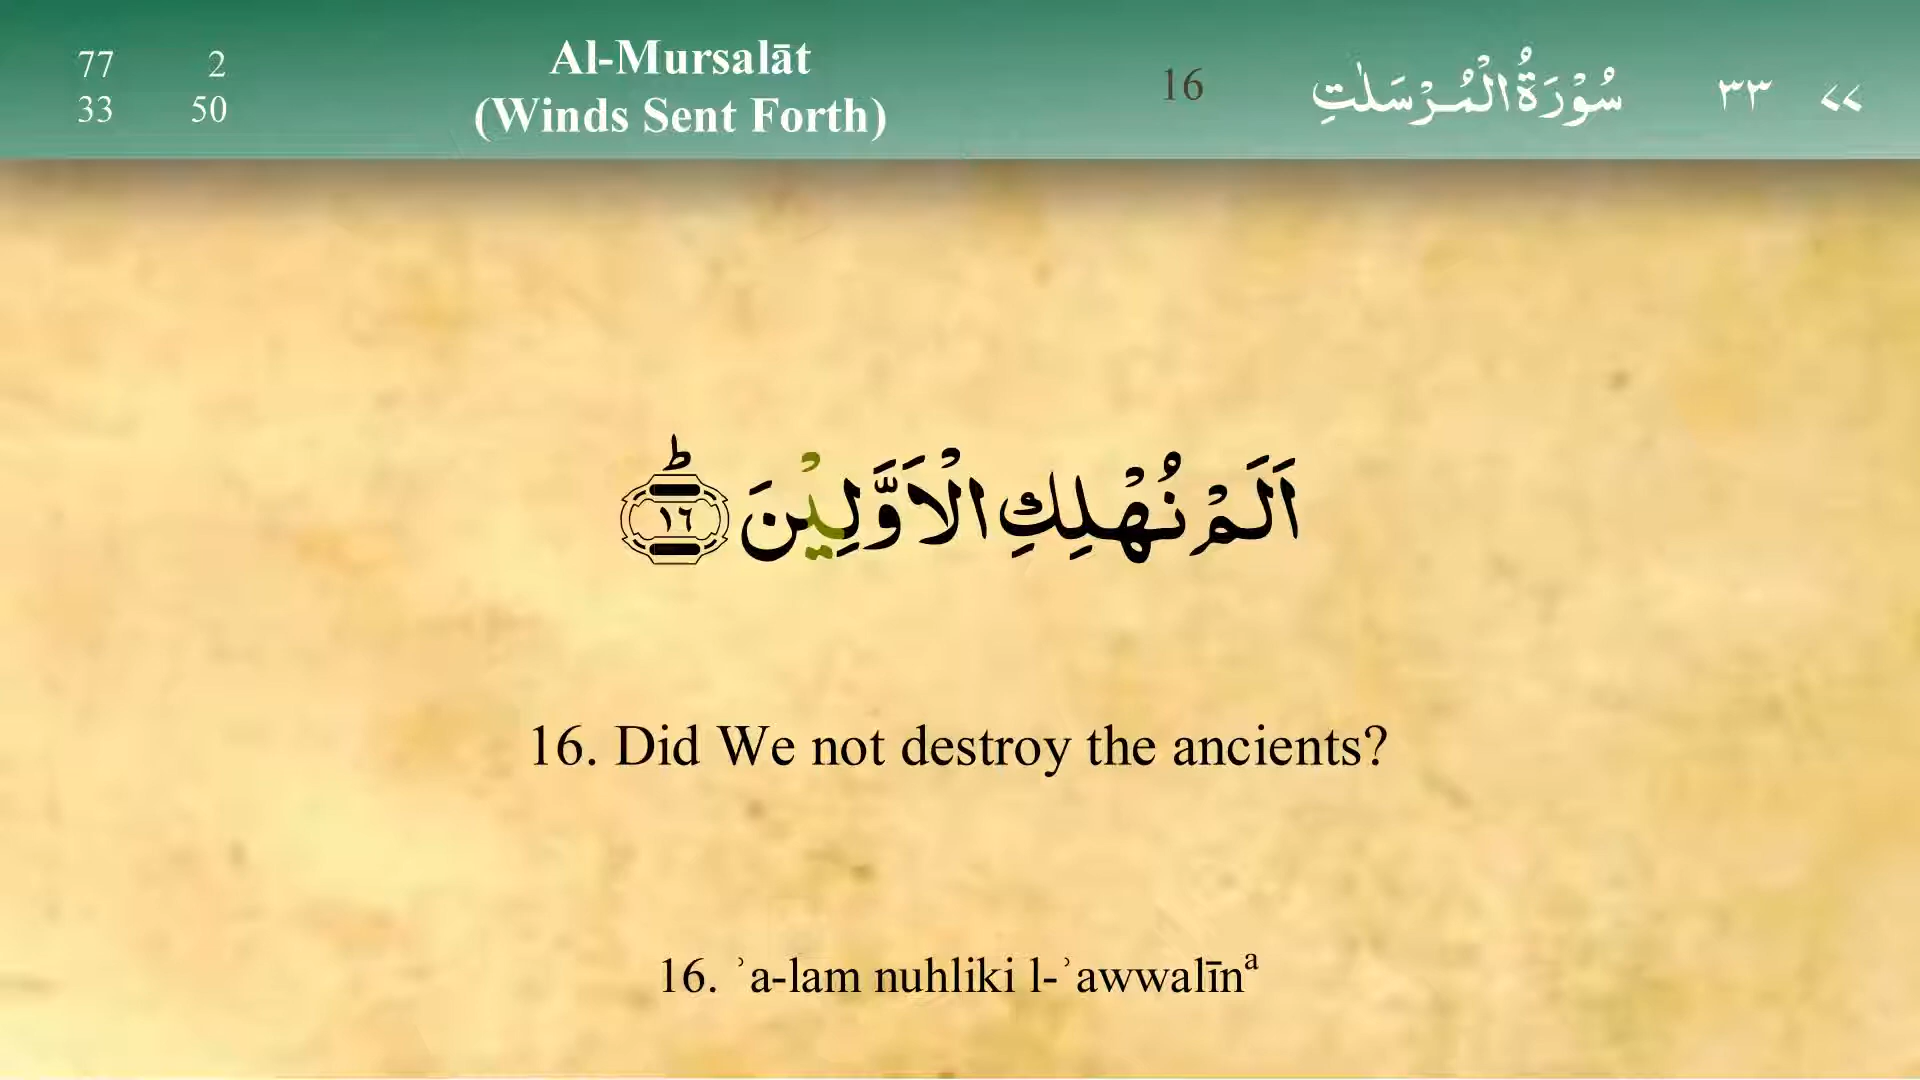 77 2
33 50
Al-Mursalāt
(Winds Sent Forth)
16
سُوْرَةُ الْمُرْسَلٰتِ
٣٣
<<
اَلَمْ نُهْلِكِ الْاَوَّلِيْنَ ؕ ١٦
16. Did We not destroy the ancients?
16. ʾa-lam nuhliki l-ʾawwalīnᵃ